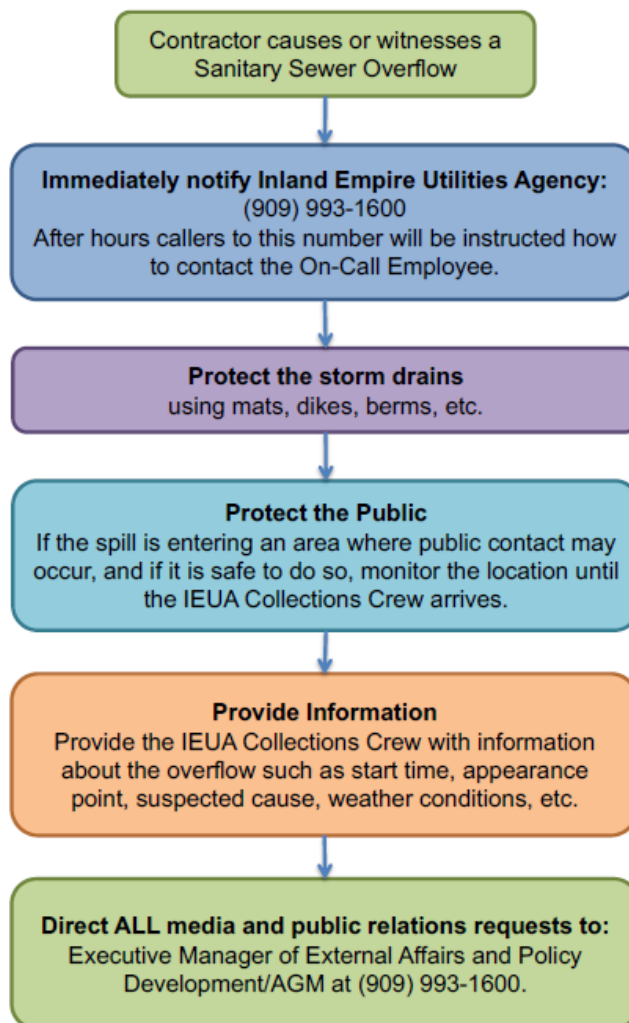 Contractor causes or witnesses a
Sanitary Sewer Overflow
Immediately notify Inland Empire Utilities Agency:
(909) 993-1600
After hours callers to this number will be instructed how
to contact the On-Call Employee.
Protect the storm drains
using mats, dikes, berms, etc.
Protect the Public
If the spill is entering an area where public contact may
occur, and if it is safe to do so, monitor the location until
the IEUA Collections Crew arrives.
Provide Information
Provide the IEUA Collections Crew with information
about the overflow such as start time, appearance
point, suspected cause, weather conditions, etc.
Direct ALL media and public relations requests to:
Executive Manager of External Affairs and Policy
Development/AGM at (909) 993-1600.